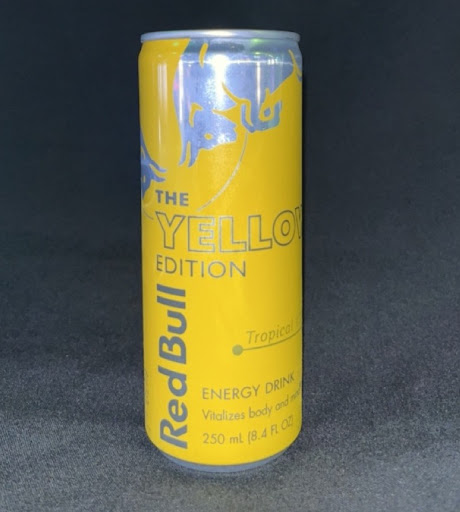 THE
YELLOW
EDITION
Red Bull
Tropical
ENERGY DRINK
Vitalizes body and
250 mL [8.4 FL OZ]